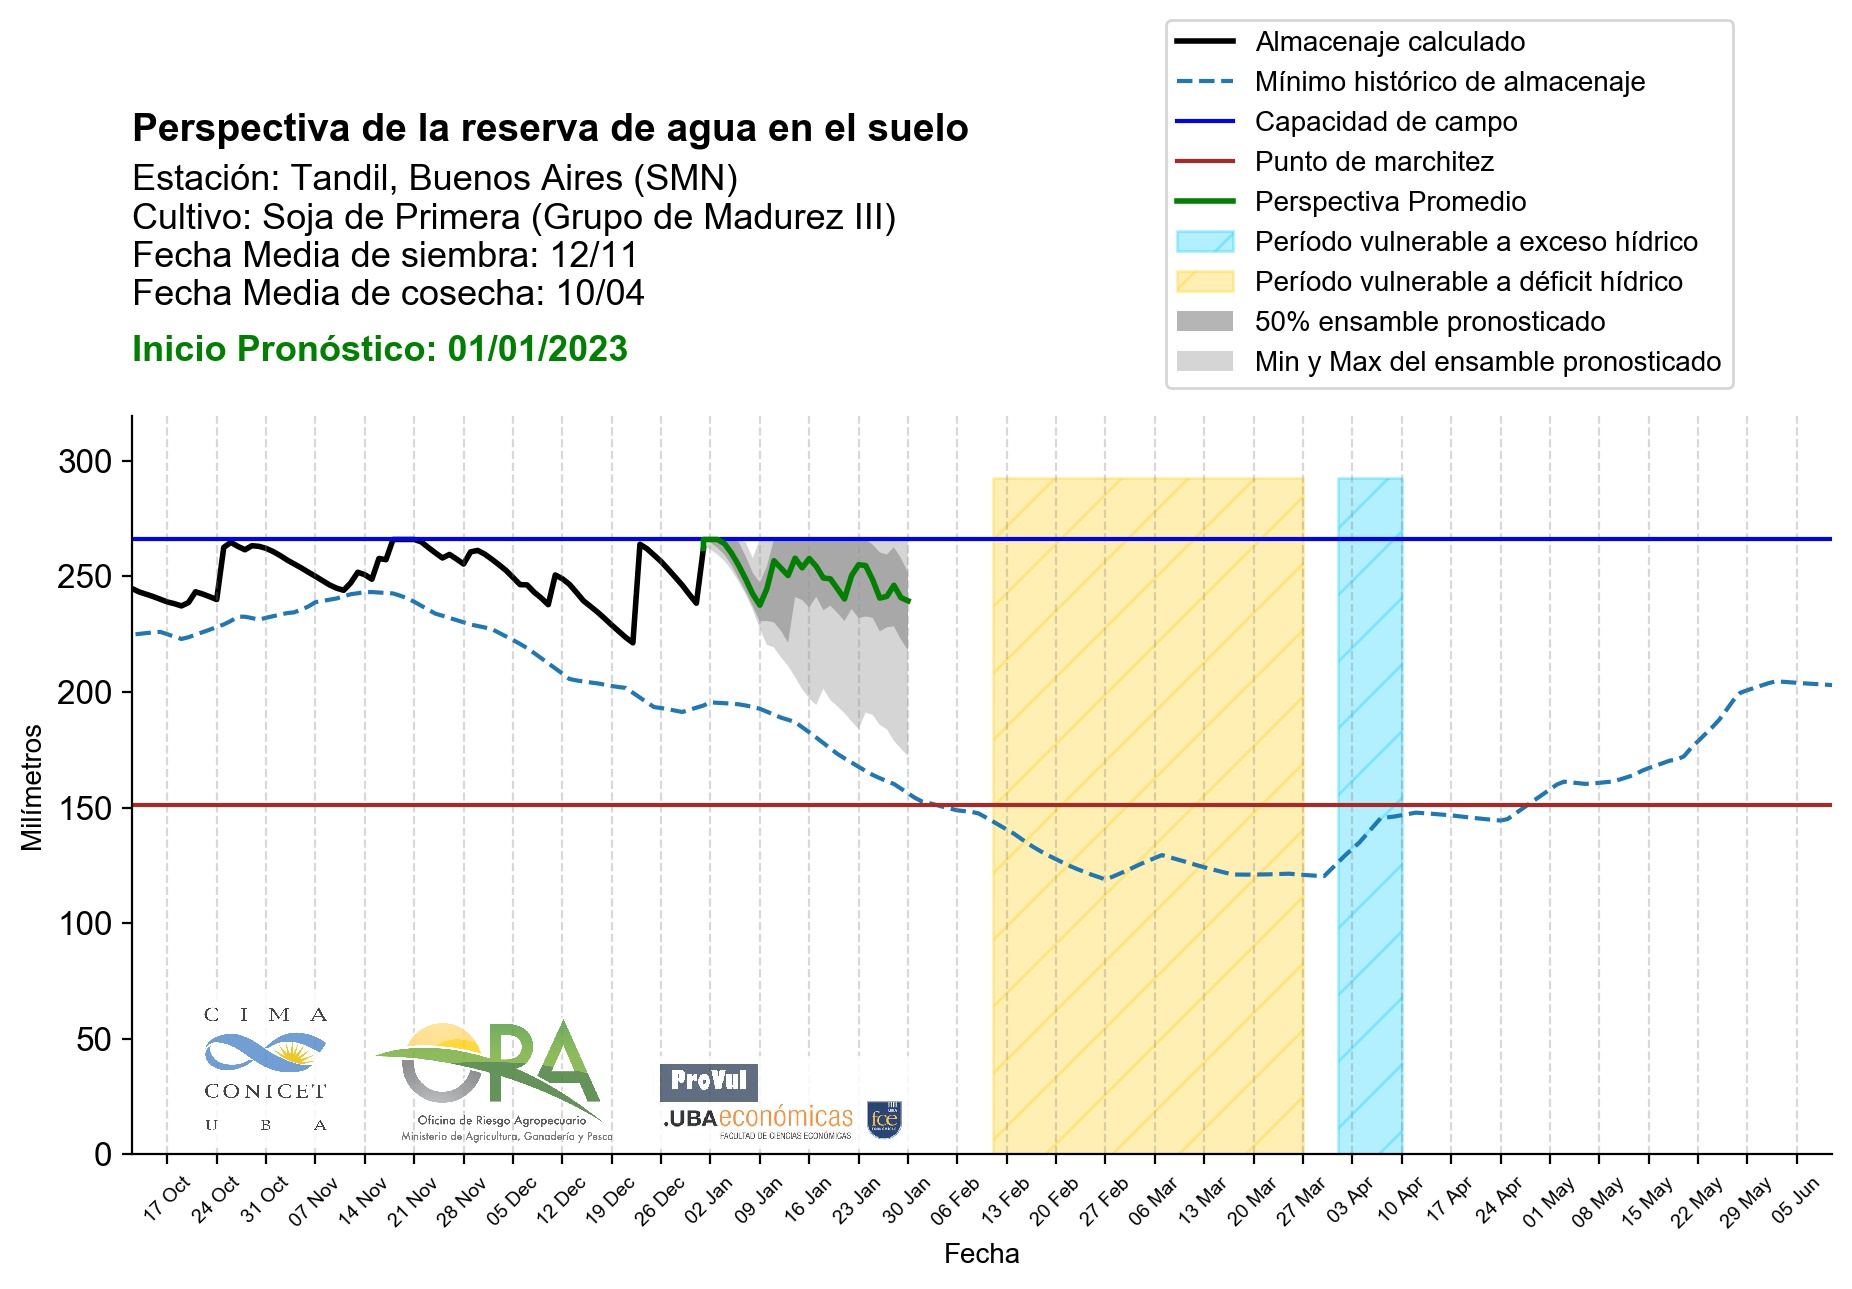 Almacenaje calculado
Mínimo histórico de almacenaje
Capacidad de campo
Punto de marchitez
Perspectiva Promedio
Período vulnerable a exceso hídrico
Período vulnerable a déficit hídrico
50% ensamble pronosticado
Min y Max del ensamble pronosticado
Perspectiva de la reserva de agua en el suelo
Estación: Tandil, Buenos Aires (SMN)
Cultivo: Soja de Primera (Grupo de Madurez III)
Fecha Media de siembra: 12/11
Fecha Media de cosecha: 10/04
Inicio Pronóstico: 01/01/2023
Milímetros
300
250
200
150
100
50
0
CIMA
CONICET
UBA
ORA
Oficina de Riesgo Agropecuario
Ministerio de Agricultura, Ganadería y Pesca
ProVul
.UBAeconómicas
FACULTAD DE CIENCIAS ECONÓMICAS
fce
17 Oct
24 Oct
31 Oct
07 Nov
14 Nov
21 Nov
28 Nov
05 Dec
12 Dec
19 Dec
26 Dec
02 Jan
09 Jan
16 Jan
23 Jan
30 Jan
06 Feb
13 Feb
20 Feb
27 Feb
06 Mar
13 Mar
20 Mar
27 Mar
03 Apr
10 Apr
17 Apr
24 Apr
01 May
08 May
15 May
22 May
29 May
05 Jun
Fecha